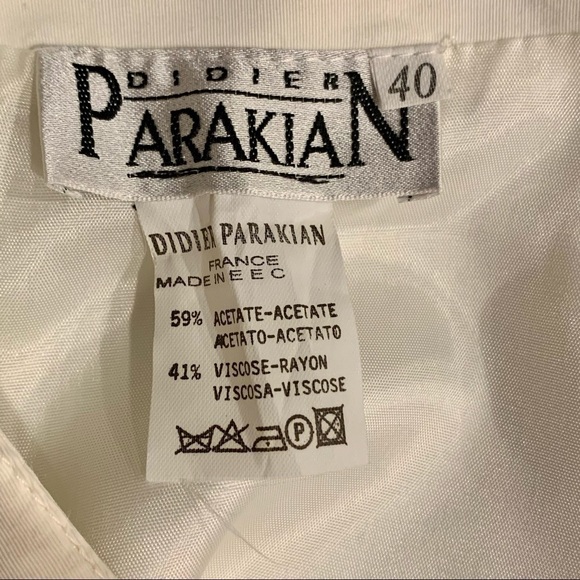 DIDIER
PARAKIAN
40
DIDIER PARAKIAN
FRANCE
MADE IN E E C
59% ACETATE-ACETATE
ACETATO-ACETATO
41% VISCOSE-RAYON
VISCOSA-VISCOSE
P